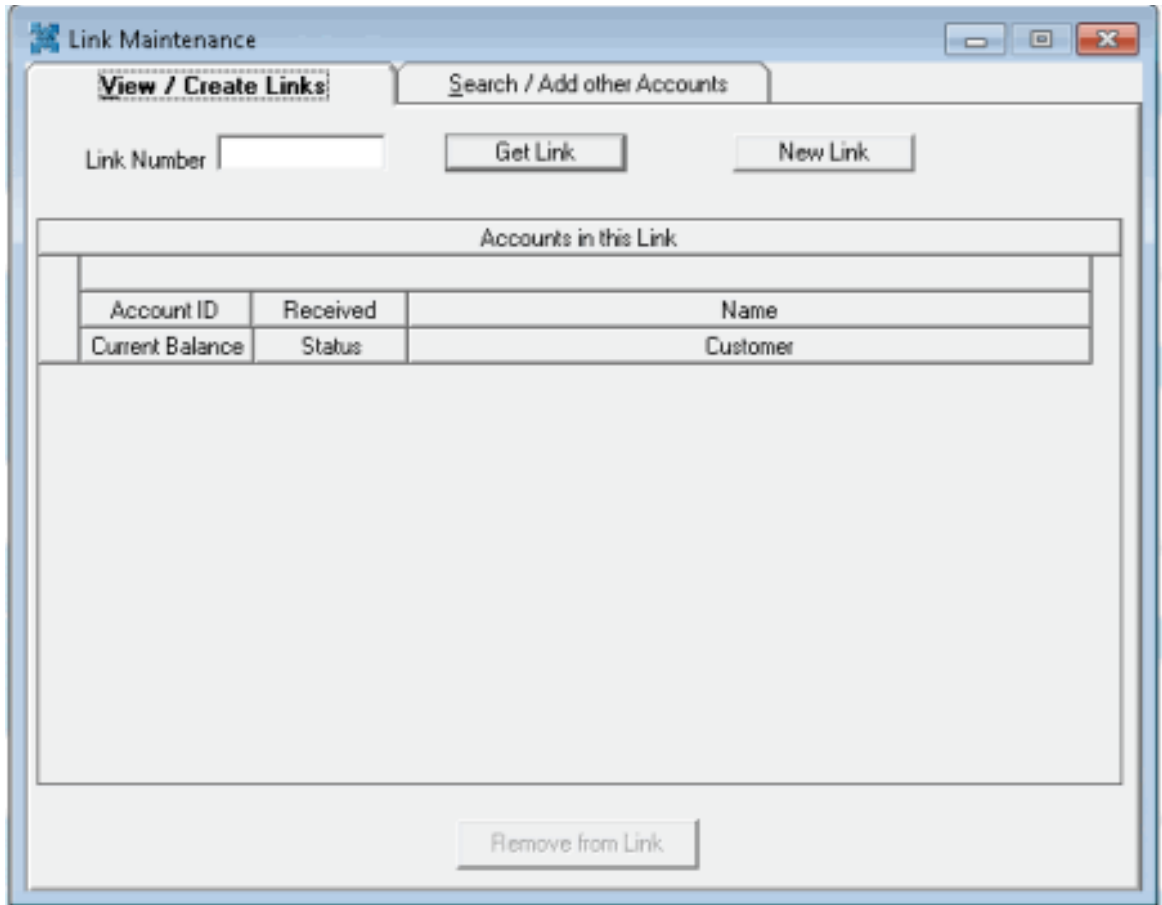 Link Maintenance
View / Create Links Search / Add other Accounts
Link Number Get Link New Link
Accounts in this Link
Account ID Received Name
Current Balance Status Customer
Remove from Link